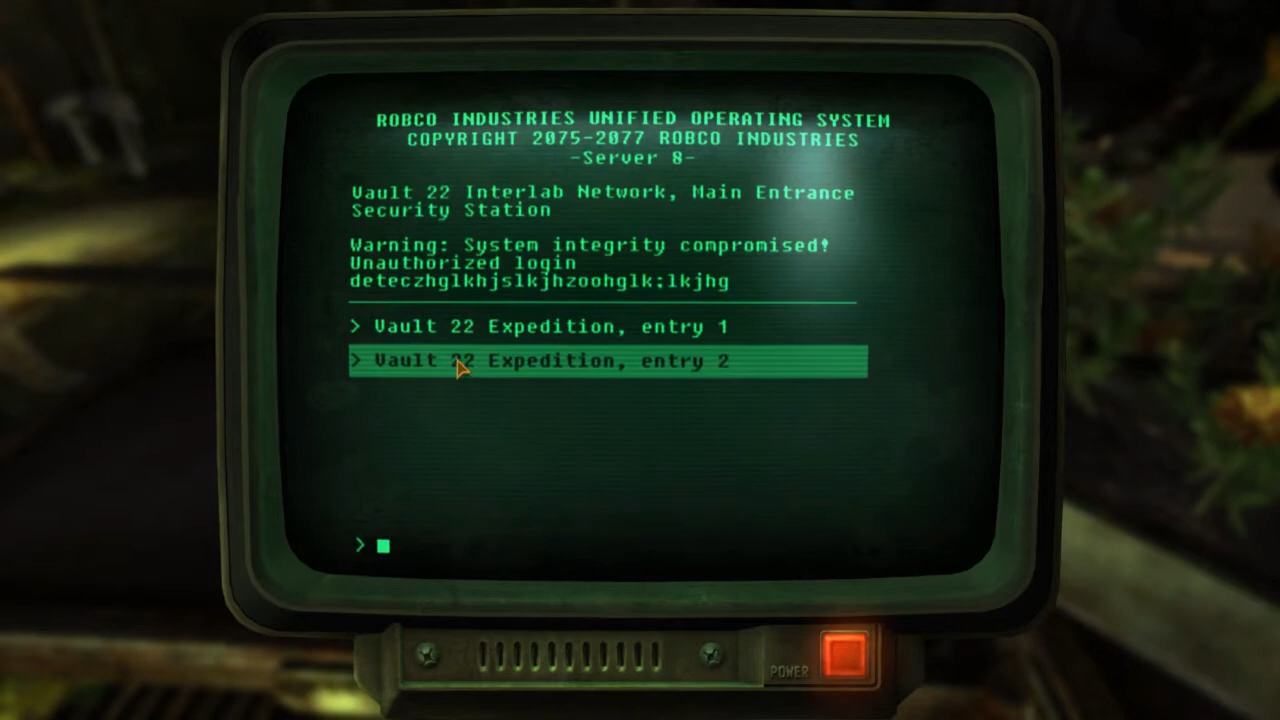 ROBCO INDUSTRIES UNIFIED OPERATING SYSTEM
COPYRIGHT 2075-2077 ROBCO INDUSTRIES
-Server 8-
Vault 22 Interlab Network, Main Entrance
Security Station
Warning: System integrity compromised!
Unauthorized login
deteczhglkhjslkjhzoohglk;lkjhg
> Vault 22 Expedition, entry 1
> Vault 22 Expedition, entry 2
>
POWER